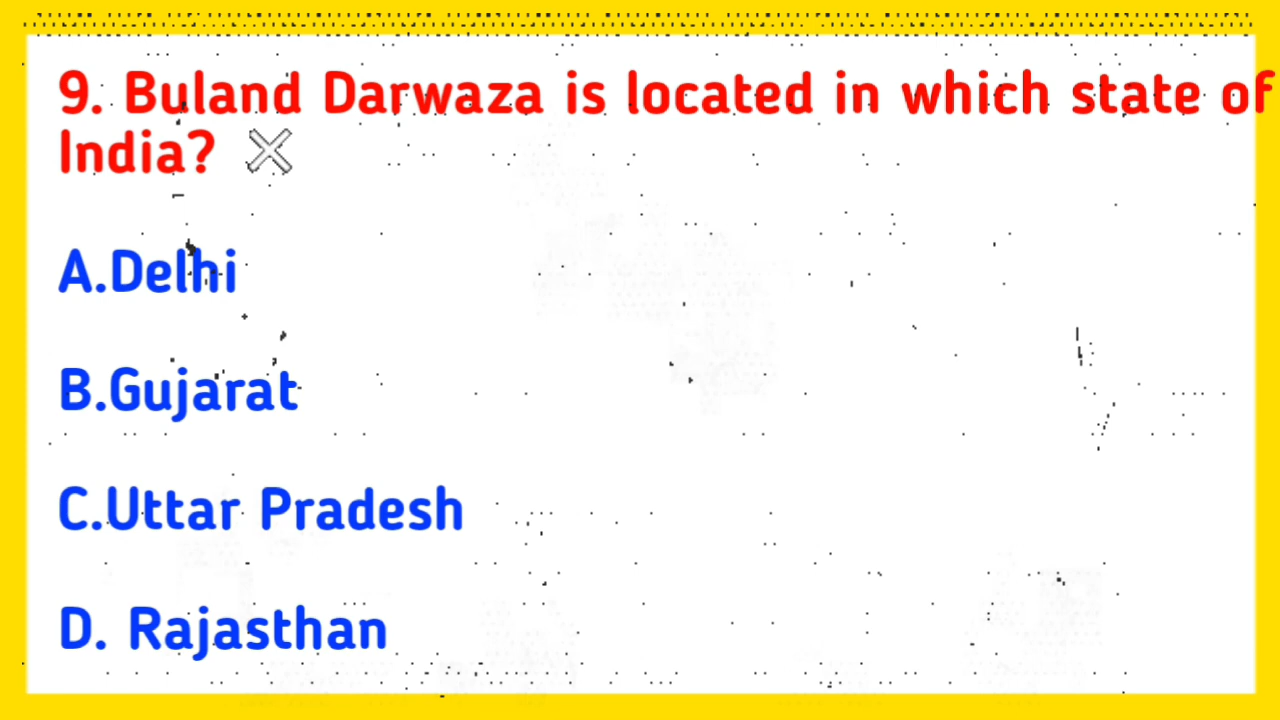 9. Buland Darwaza is located in which state of
India?
A.Delhi
B.Gujarat
C.Uttar Pradesh
D. Rajasthan